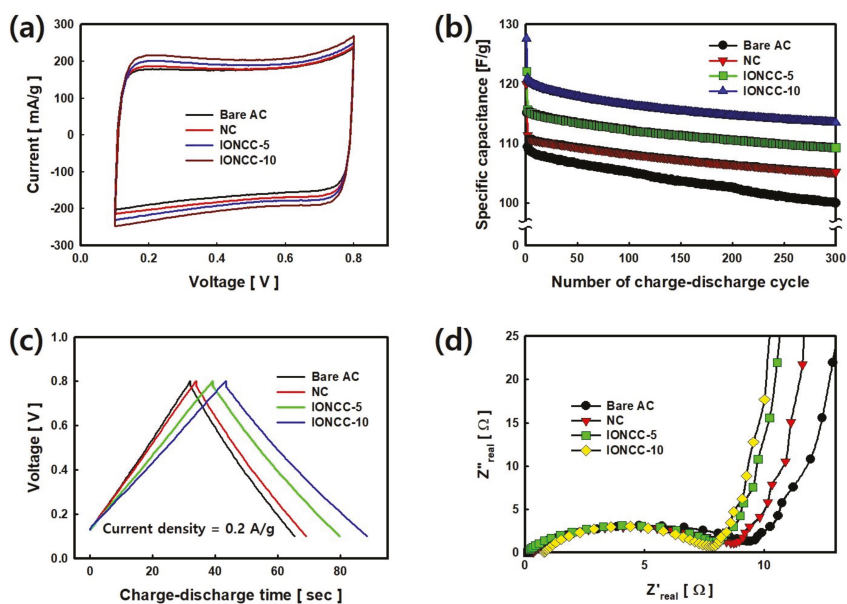 (a)
300
200
100
0
-100
-200
-300
Current [ mA/g ]
Bare AC
NC
IONCC-5
IONCC-10
0.2
0.4
0.6
0.8
Voltage [ V ]
(b)
130
120
110
100
0
Specific capacitance [F/g]
Bare AC
NC
IONCC-5
IONCC-10
0
50
100
150
200
250
300
Number of charge-discharge cycle
(c)
1.0
0.8
0.6
0.4
0.2
0.0
Voltage [ V ]
Bare AC
NC
IONCC-5
IONCC-10
Current density = 0.2 A/g
0
20
40
60
80
Charge-discharge time [ sec ]
(d)
25
20
15
10
5
0
Z"real [ Ω ]
Bare AC
NC
IONCC-5
IONCC-10
0
5
10
Z'real [ Ω ]